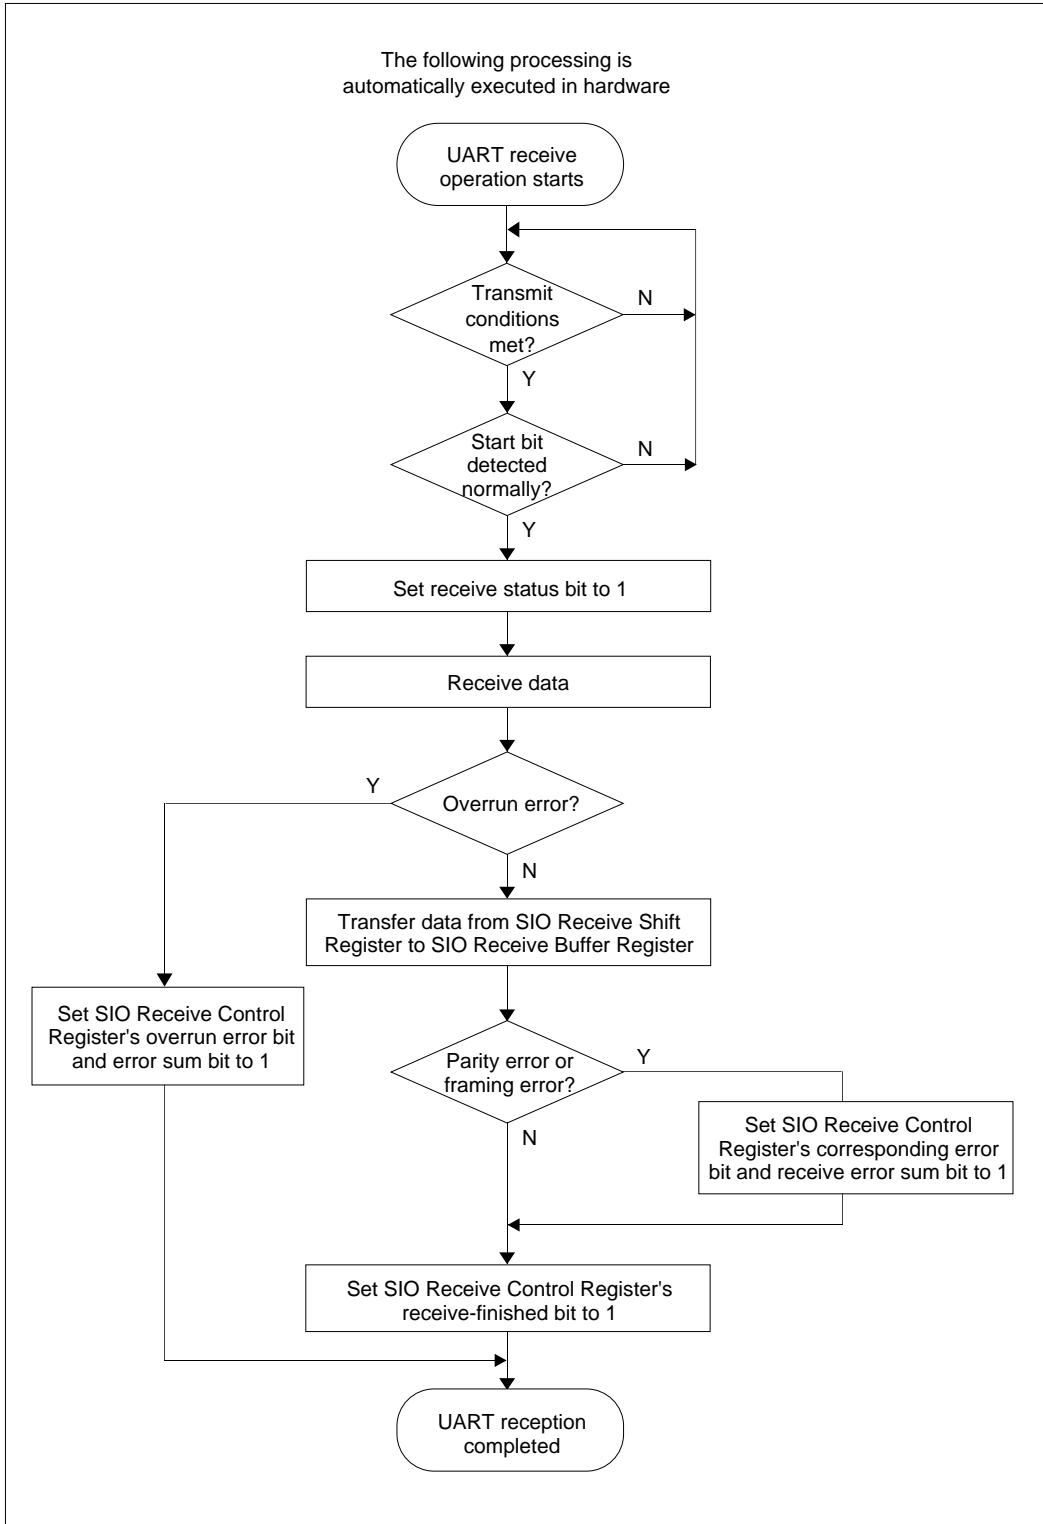 The following processing is
automatically executed in hardware
UART receive
operation starts
Transmit
conditions
met?
N
Y
Start bit
detected
normally?
N
Y
Set receive status bit to 1
Receive data
Overrun error?
Y
N
Transfer data from SIO Receive Shift
Register to SIO Receive Buffer Register
Set SIO Receive Control
Register's overrun error bit
and error sum bit to 1
Parity error or
framing error?
Y
N
Set SIO Receive Control
Register's corresponding error
bit and receive error sum bit to 1
Set SIO Receive Control Register's
receive-finished bit to 1
UART reception
completed